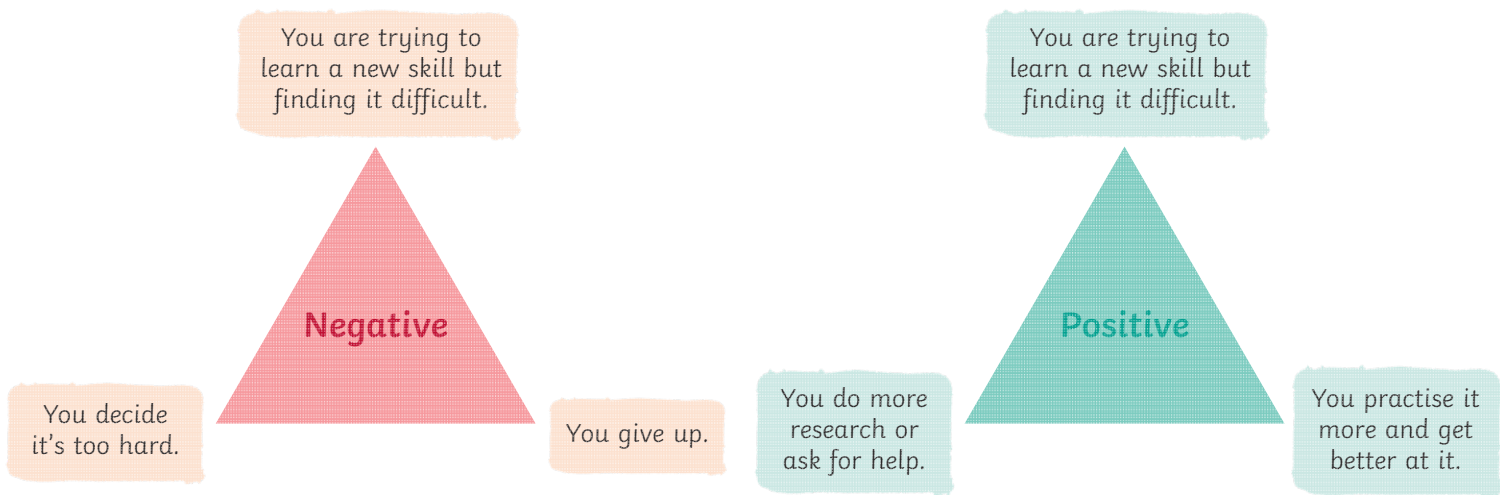 You are trying to
learn a new skill but
finding it difficult.
Negative
You decide
it's too hard.
You give up.
You are trying to
learn a new skill but
finding it difficult.
Positive
You do more
research or
ask for help.
You practise it
more and get
better at it.